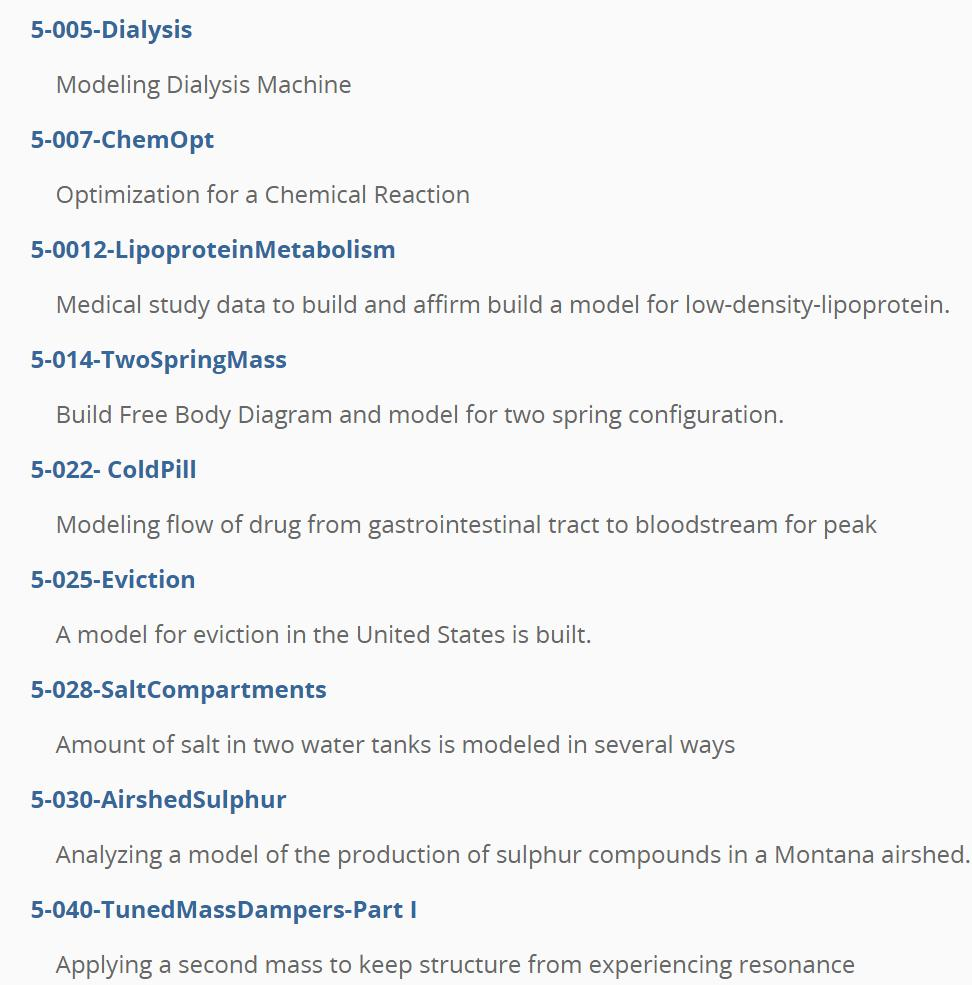 5-005-Dialysis
Modeling Dialysis Machine
5-007-ChemOpt
Optimization for a Chemical Reaction
5-0012-LipoproteinMetabolism
Medical study data to build and affirm build a model for low-density-lipoprotein.
5-014-TwoSpringMass
Build Free Body Diagram and model for two spring configuration.
5-022- ColdPill
Modeling flow of drug from gastrointestinal tract to bloodstream for peak
5-025-Eviction
A model for eviction in the United States is built.
5-028-SaltCompartments
Amount of salt in two water tanks is modeled in several ways
5-030-AirshedSulphur
Analyzing a model of the production of sulphur compounds in a Montana airshed.
5-040-TunedMassDampers-Part I
Applying a second mass to keep structure from experiencing resonance